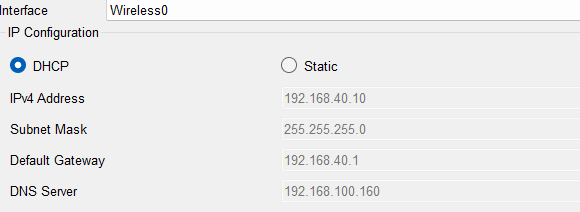 Interface Wireless0
IP Configuration
DHCP Static
IPv4 Address 192.168.40.10
Subnet Mask 255.255.255.0
Default Gateway 192.168.40.1
DNS Server 192.168.100.160